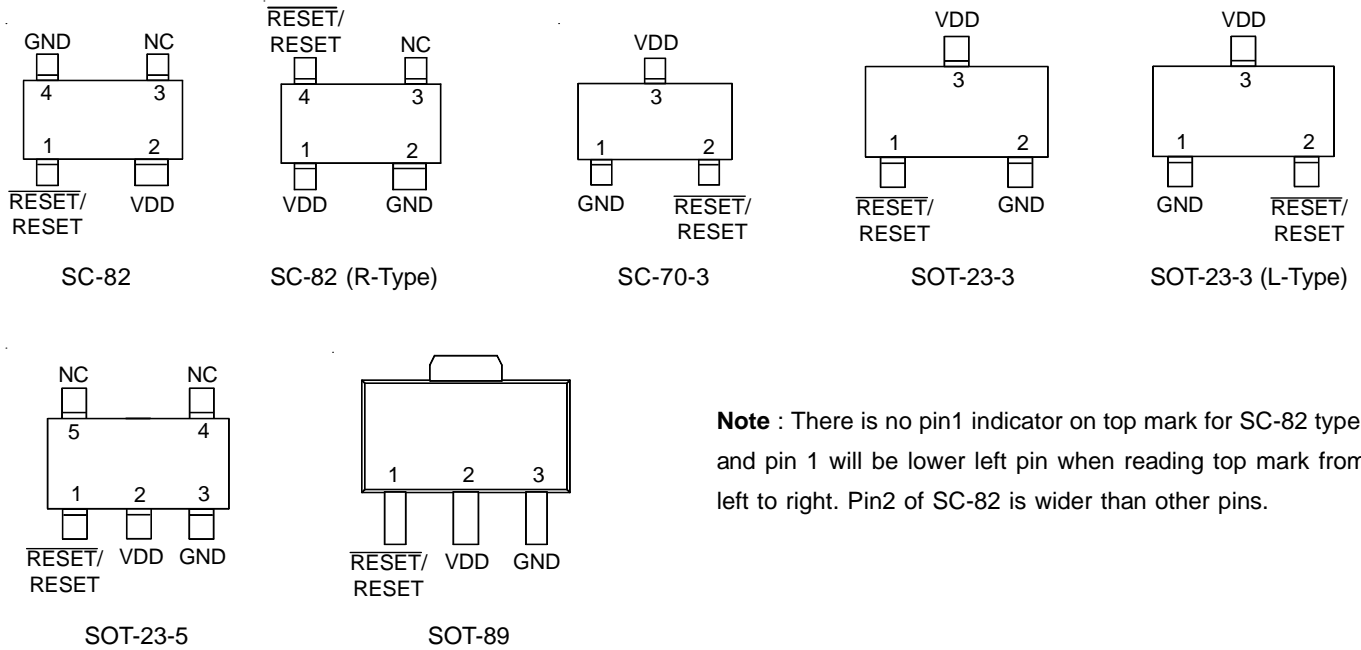 GND NC
4 3
1 2
RESET/
RESET
VDD
SC-82
RESET/
RESET
NC
4 3
1 2
VDD GND
SC-82 (R-Type)
VDD
3
1 2
GND
RESET/
RESET
SC-70-3
VDD
3
1 2
RESET/
RESET
GND
SOT-23-3
VDD
3
1 2
GND
RESET/
RESET
SOT-23-3 (L-Type)
NC NC
5 4
1 2 3
RESET/
RESET
VDD GND
SOT-23-5
1 2 3
RESET/
RESET
VDD GND
SOT-89
Note : There is no pin1 indicator on top mark for SC-82 type
and pin 1 will be lower left pin when reading top mark from
left to right. Pin2 of SC-82 is wider than other pins.